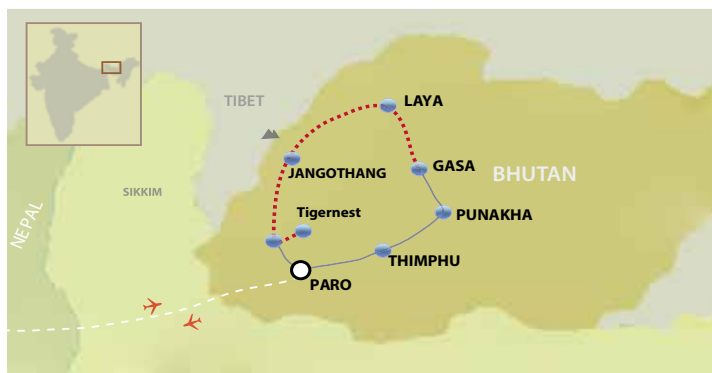 LAYA
TIBET
GASA
JANGOTHANG
BHUTAN
SIKKIM
Tigernest
PUNAKHA
NEPAL
THIMPHU
PARO